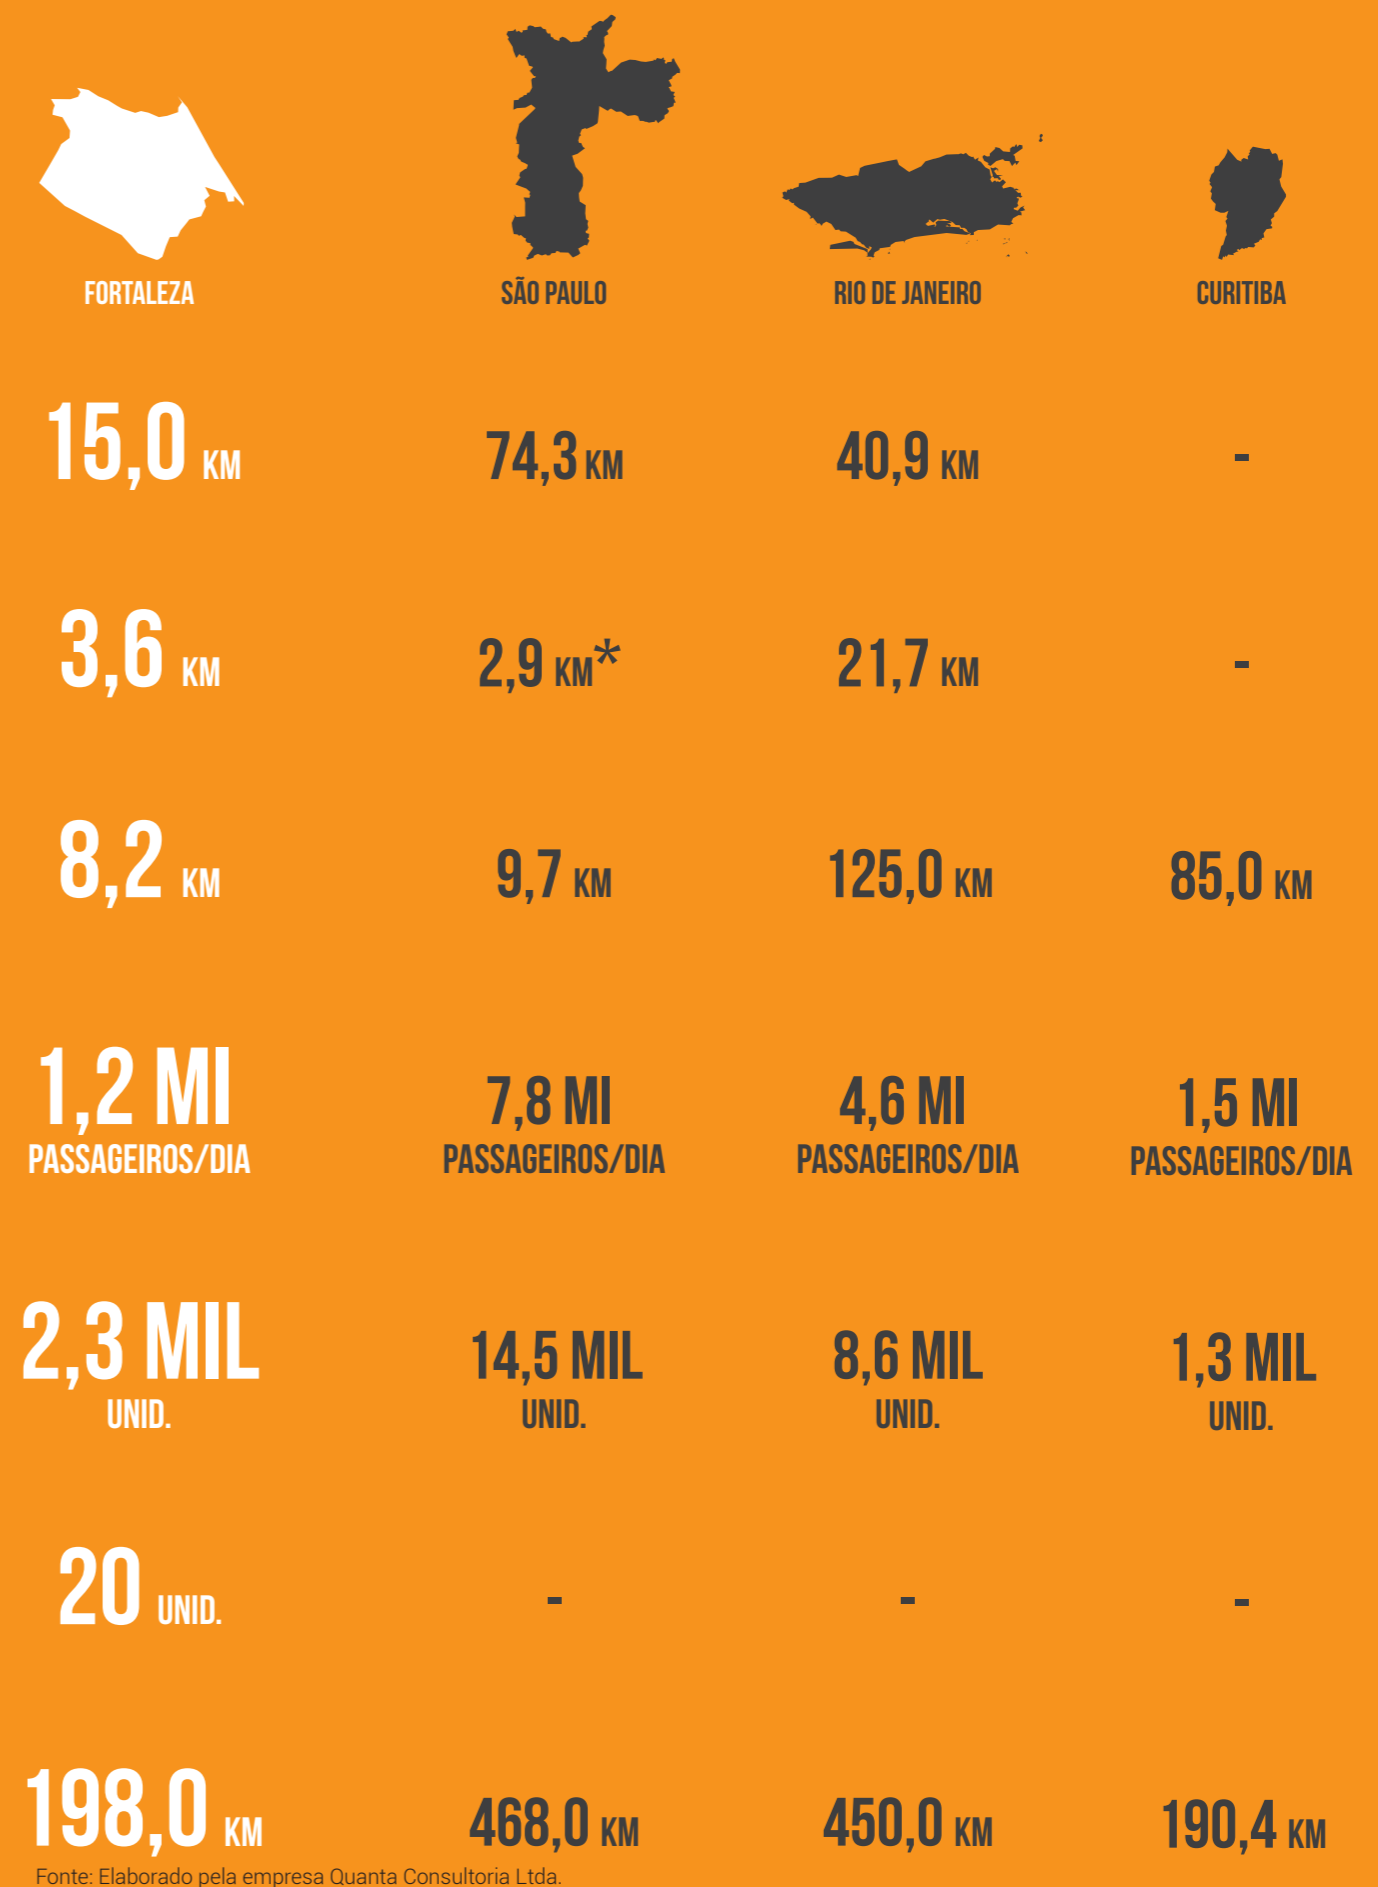 FORTALEZA SÃO PAULO RIO DE JANEIRO CURITIBA
15,0 KM 74,3 KM 40,9 KM -
3,6 KM 2,9 KM* 21,7 KM -
8,2 KM 9,7 KM 125,0 KM 85,0 KM
1,2 MI 7,8 MI 4,6 MI 1,5 MI
PASSAGEIROS/DIA PASSAGEIROS/DIA PASSAGEIROS/DIA PASSAGEIROS/DIA
2,3 MIL 14,5 MIL 8,6 MIL 1,3 MIL
UNID. UNID. UNID. UNID.
20 UNID. - - -
198,0 KM 468,0 KM 450,0 KM 190,4 KM
Fonte: Elaborado pela empresa Quanta Consultoria Ltda.